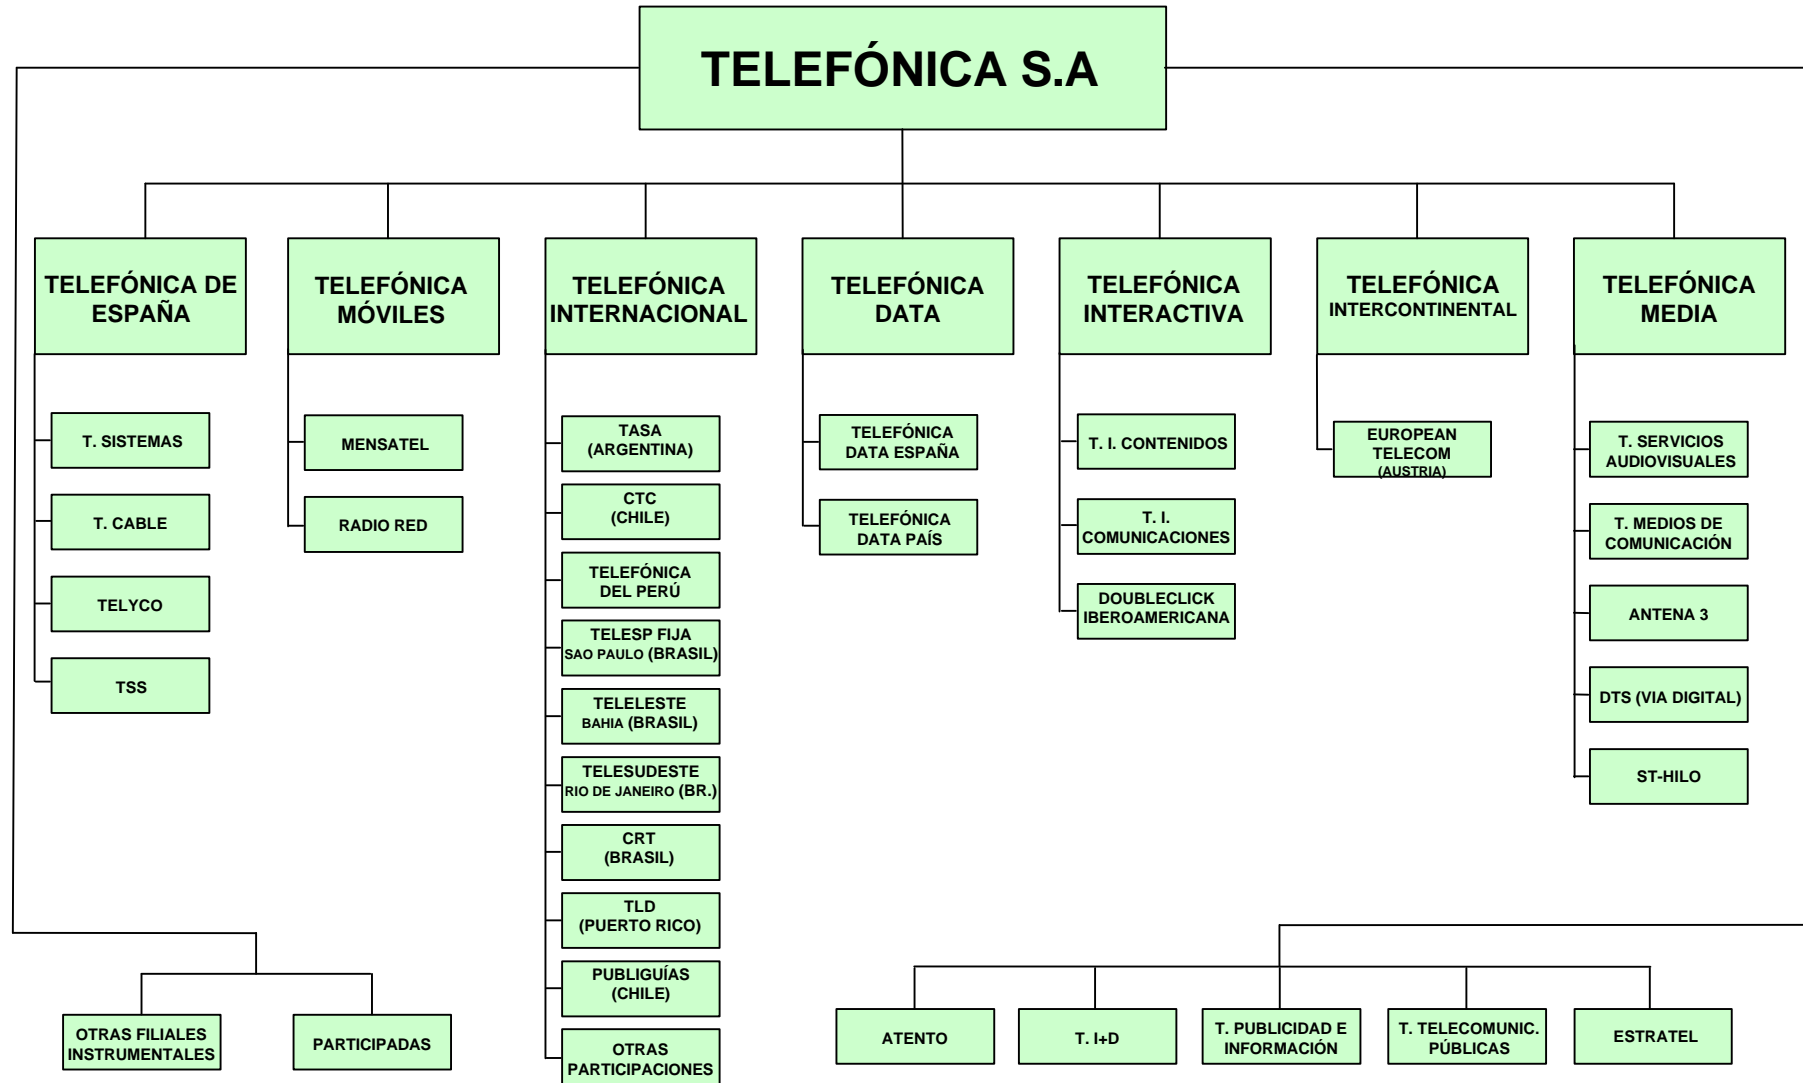 TELEFÓNICA S.A
TELEFÓNICA DE
ESPAÑA
TELEFÓNICA
MÓVILES
TELEFÓNICA
INTERNACIONAL
TELEFÓNICA
DATA
TELEFÓNICA
INTERACTIVA
TELEFÓNICA
INTERCONTINENTAL
TELEFÓNICA
MEDIA
T. SISTEMAS
T. CABLE
TELYCO
TSS
MENSATEL
RADIO RED
TASA
(ARGENTINA)
CTC
(CHILE)
TELEFÓNICA
DEL PERÚ
TELESP FIJA
SAO PAULO (BRASIL)
TELELESTE
BAHIA (BRASIL)
TELESUDESTE
RIO DE JANEIRO (BR.)
CRT
(BRASIL)
TLD
(PUERTO RICO)
PUBLIGUÍAS
(CHILE)
OTRAS
PARTICIPACIONES
TELEFÓNICA
DATA ESPAÑA
TELEFÓNICA
DATA PAÍS
T. I. CONTENIDOS
T. I.
COMUNICACIONES
DOUBLECLICK
IBEROAMERICANA
EUROPEAN
TELECOM
(AUSTRIA)
T. SERVICIOS
AUDIOVISUALES
T. MEDIOS DE
COMUNICACIÓN
ANTENA 3
DTS (VIA DIGITAL)
ST-HILO
OTRAS FILIALES
INSTRUMENTALES
PARTICIPADAS
ATENTO
T. I+D
T. PUBLICIDAD E
INFORMACIÓN
T. TELECOMUNIC.
PÚBLICAS
ESTRATEL